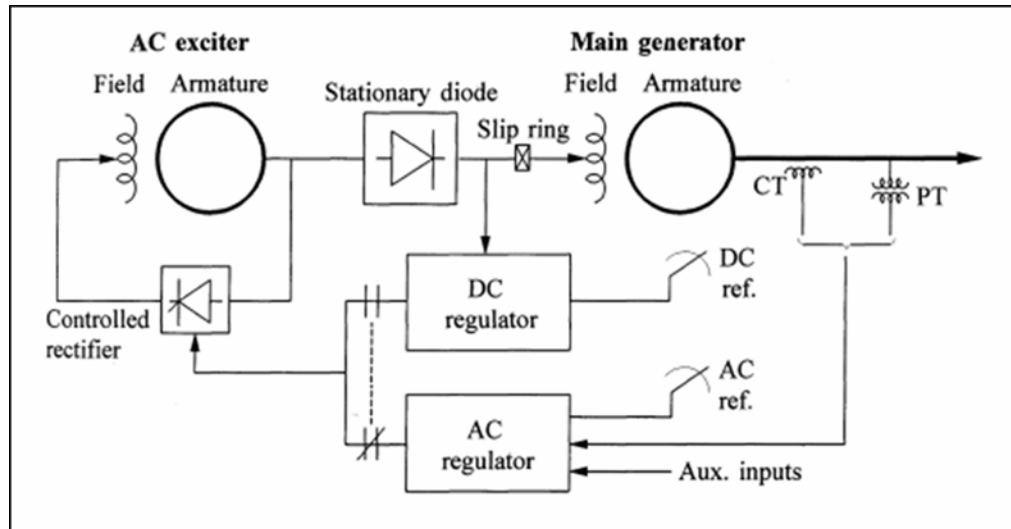 AC exciter
Main generator
Field
Armature
Stationary diode
Field
Armature
Slip ring
CT
PT
DC
regulator
DC
ref.
Controlled
rectifier
AC
regulator
AC
ref.
Aux. inputs